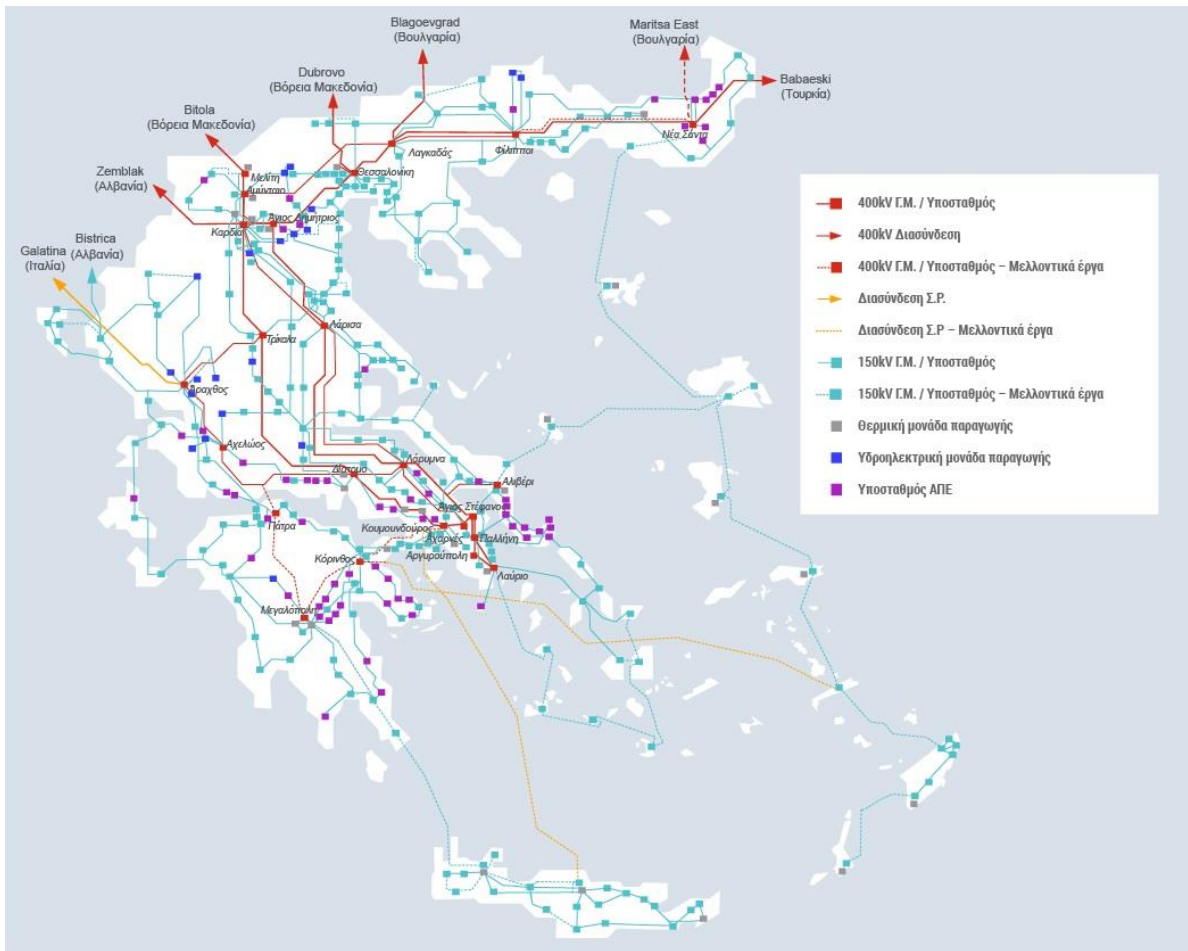 Blagoevgrad
(Βουλγαρία)
Maritsa East
(Βουλγαρία)
Dubrovo
(Βόρεια Μακεδονία)
Babaeski
(Τουρκία)
Bitola
(Βόρεια Μακεδονία)
Zemblak
(Αλβανία)
Bistrica
(Αλβανία)
Galatina
(Ιταλία)
Νέα Σάντα
Φίλιπποι
Λαγκαδάς
Θεσσαλονίκη
Μελίτη
Αμύνταιο
Άγιος Δημήτριος
Καρδιά
Λάρισα
Τρίκαλα
Άραχθος
Αχελώος
Δίστομο
Λάρυμνα
Αλιβέρι
Άγιος Στέφανος
Πάτρα
Κουμουνδούρος
Αχαρνές
Παλλήνη
Κόρινθος
Αργυρούπολη
Λαύριο
Μεγαλόπολη
400kV Γ.Μ. / Υποσταθμός
400kV Διασύνδεση
400kV Γ.Μ. / Υποσταθμός – Μελλοντικά έργα
Διασύνδεση Σ.Ρ.
Διασύνδεση Σ.Ρ – Μελλοντικά έργα
150kV Γ.Μ. / Υποσταθμός
150kV Γ.Μ. / Υποσταθμός – Μελλοντικά έργα
Θερμική μονάδα παραγωγής
Υδροηλεκτρική μονάδα παραγωγής
Υποσταθμός ΑΠΕ